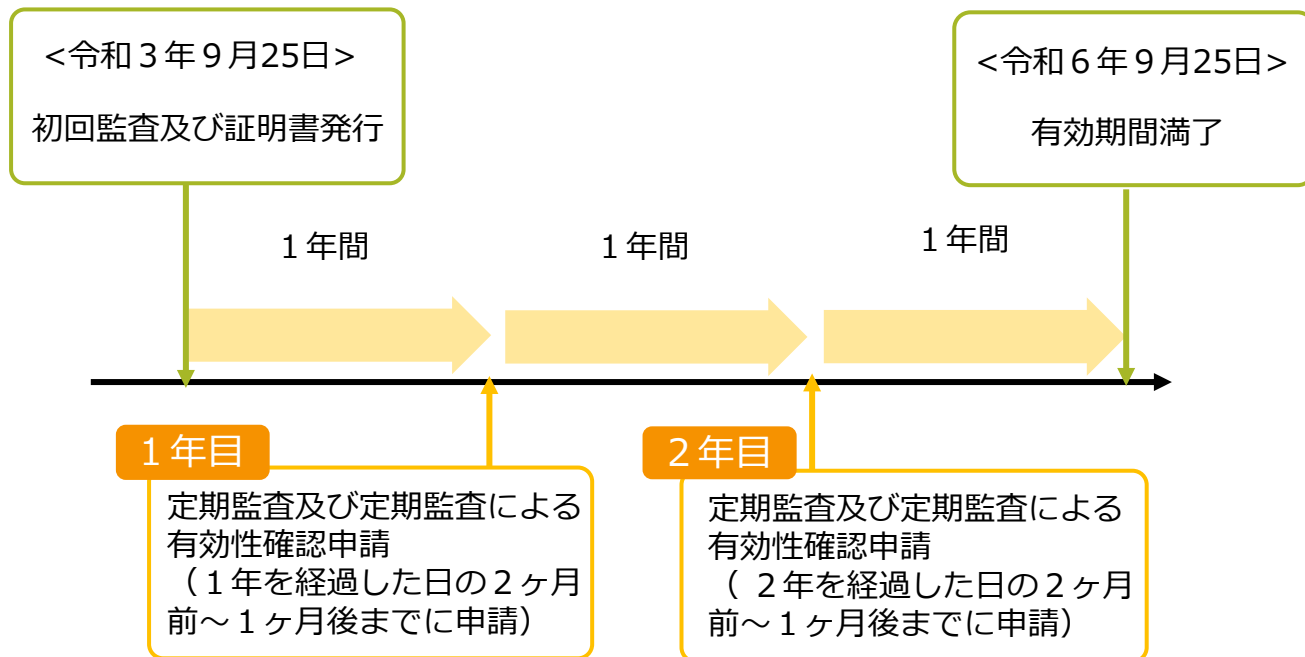 <令和３年９月25日>
初回監査及び証明書発行
<令和６年９月25日>
有効期間満了
１年間
１年間
１年間
１年目
定期監査及び定期監査による
有効性確認申請
（１年を経過した日の２ヶ月
前～１ヶ月後までに申請）
２年目
定期監査及び定期監査による
有効性確認申請
（ ２年を経過した日の２ヶ月
前～１ヶ月後までに申請）